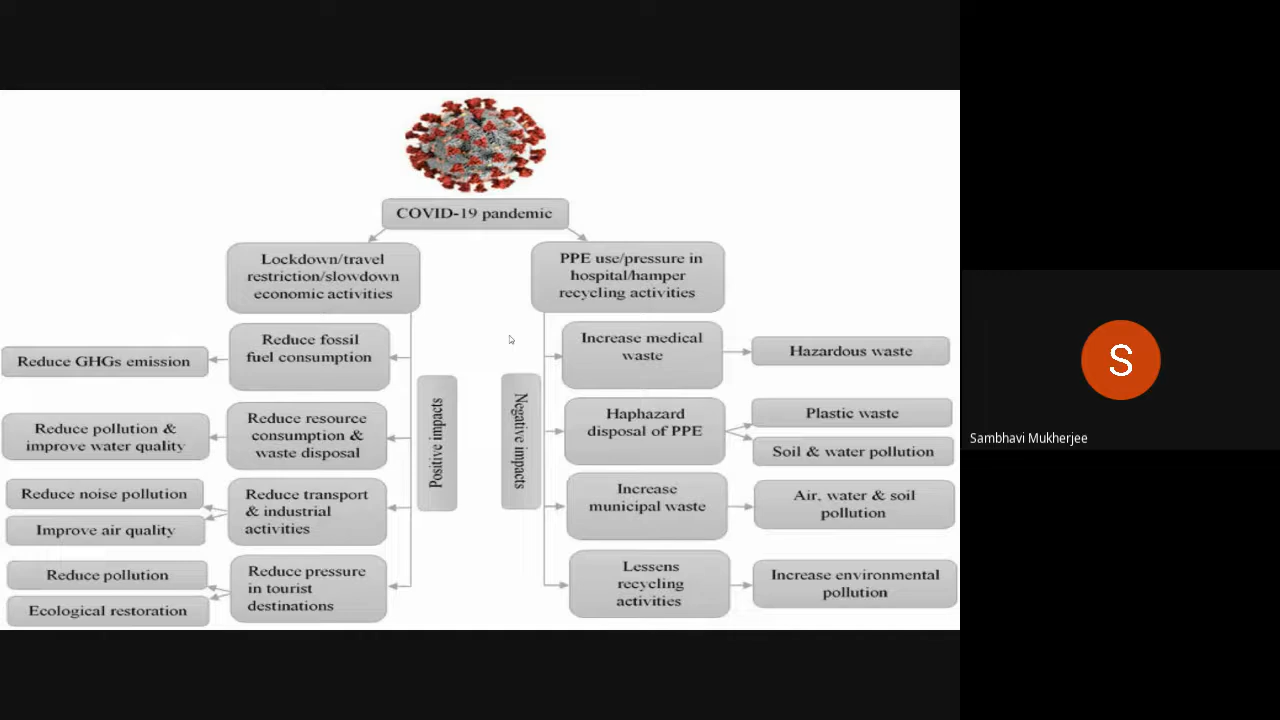 COVID-19 pandemic
Lockdown/travel
restriction/slowdown
economic activities
PPE use/pressure in
hospital/hamper
recycling activities
Positive impacts
Negative impacts
Reduce fossil
fuel consumption
Reduce GHGs emission
Reduce resource
consumption &
waste disposal
Reduce pollution &
improve water quality
Reduce transport
& industrial
activities
Reduce noise pollution
Improve air quality
Reduce pressure
in tourist
destinations
Reduce pollution
Ecological restoration
Increase medical
waste
Hazardous waste
Haphazard
disposal of PPE
Plastic waste
Soil & water pollution
Increase
municipal waste
Air, water & soil
pollution
Lessens
recycling
activities
Increase environmental
pollution
S
Sambhavi Mukherjee